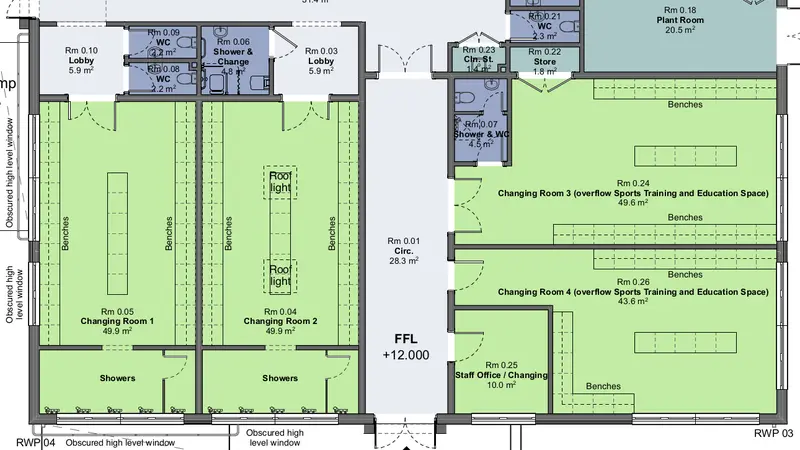 31.4 m²
Rm 0.18
Plant Room
20.5 m²
Rm 0.21
WC
2.3 m²
Rm 0.09
WC
2.2 m²
Rm 0.10
Lobby
5.9 m²
Rm 0.06
Shower &
Change
4.8 m²
Rm 0.03
Lobby
5.9 m²
Rm 0.23
Cln. St.
1.4 m²
Rm 0.22
Store
1.8 m²
Rm 0.08
WC
2.2 m²
mp
Benches
Rm 0.07
Shower & WC
4.5 m²
Obscured high level window
Roof
light
Rm 0.24
Changing Room 3 (overflow Sports Training and Education Space)
49.6 m²
Benches
Benches
Benches
Benches
Benches
Rm 0.01
Circ.
28.3 m²
Roof
light
Benches
Rm 0.26
Changing Room 4 (overflow Sports Training and Education Space)
43.6 m²
Obscured high
level window
Rm 0.05
Changing Room 1
49.9 m²
Rm 0.04
Changing Room 2
49.9 m²
FFL
+12.000
Rm 0.25
Staff Office / Changing
10.0 m²
Showers
Showers
Benches
RWP 04
Obscured high level window
Obscured high
level window
RWP 03